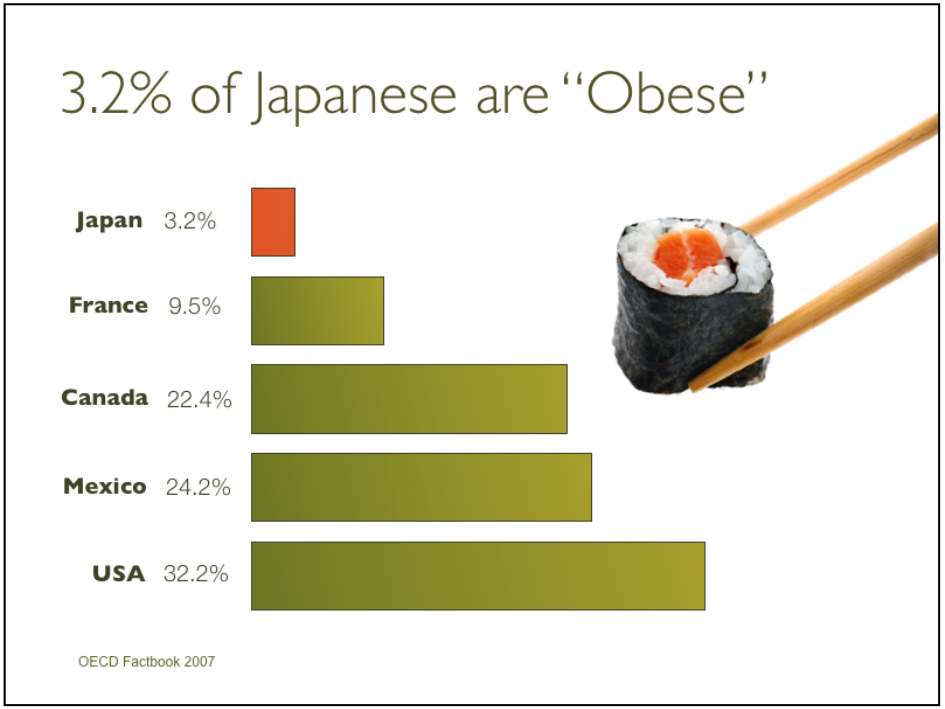 3.2% of Japanese are “Obese”
Japan 3.2%
France 9.5%
Canada 22.4%
Mexico 24.2%
USA 32.2%
OECD Factbook 2007